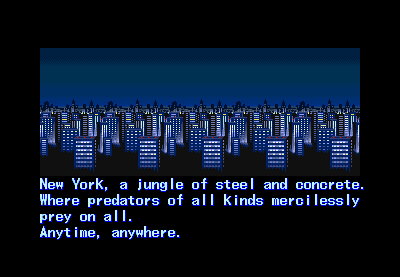 New York, a jungle of steel and concrete.
Where predators of all kinds mercilessly
prey on all.
Anytime, anywhere.